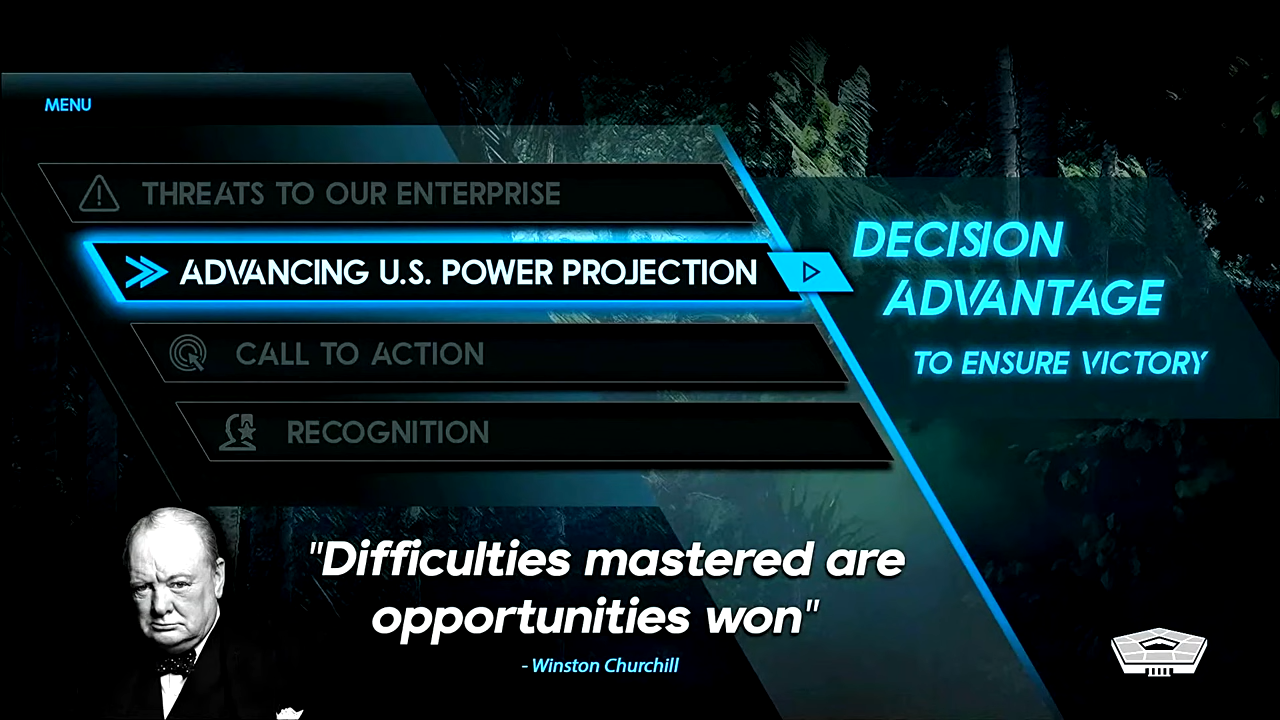 MENU
THREATS TO OUR ENTERPRISE
ADVANCING U.S. POWER PROJECTION
CALL TO ACTION
RECOGNITION
DECISION
ADVANTAGE
TO ENSURE VICTORY
"Difficulties mastered are
opportunities won"
- Winston Churchill